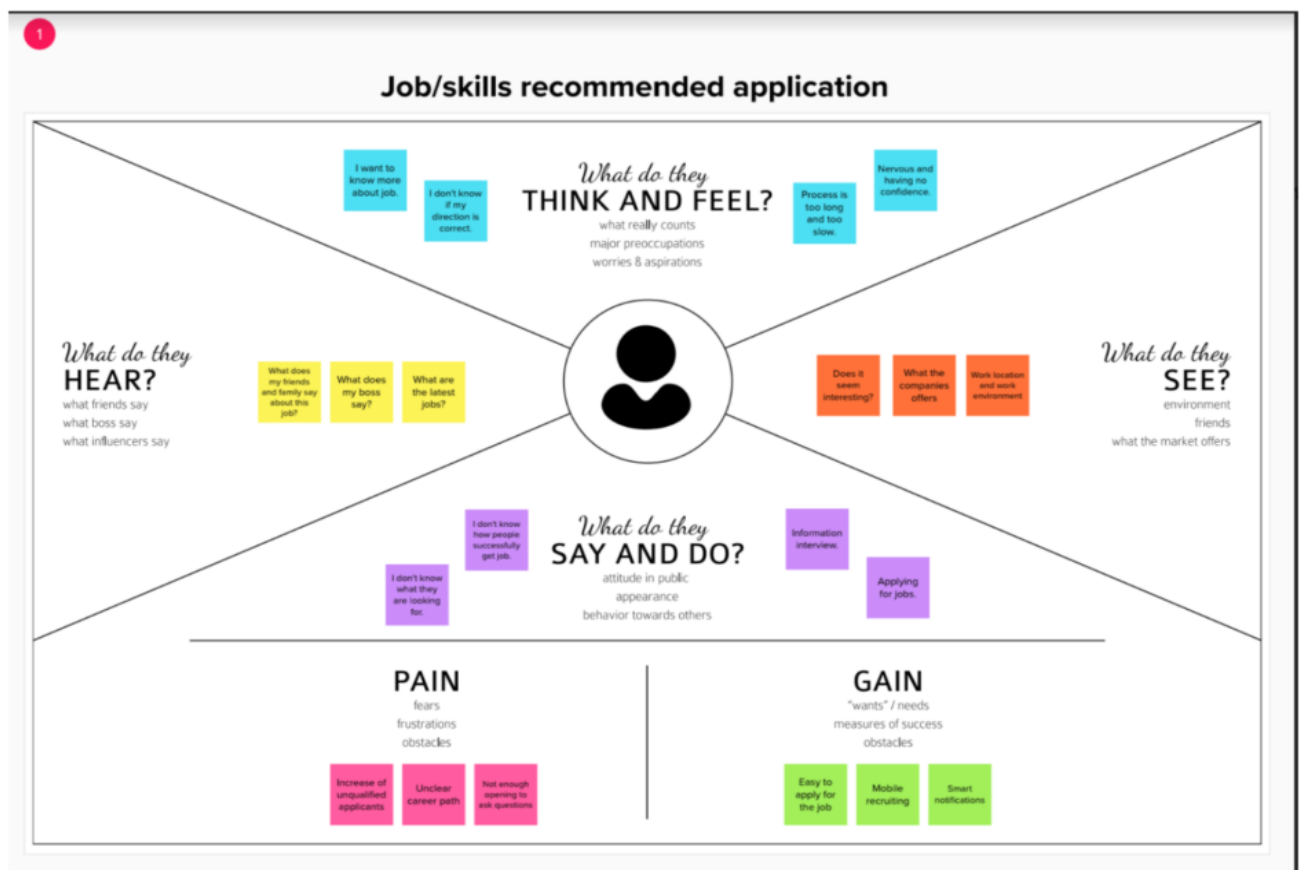 1
Job/skills recommended application
I want to
know more
about job.
I don't know
if my
direction is
correct.
What do they
THINK AND FEEL?
what really counts
major preoccupations
worries & aspirations
Process is
too long
and too
slow.
Nervous and
having no
confidence.
What do they
HEAR?
what friends say
what boss say
what influencers say
What does
my friends
and family say
about this
job?
What does
my boss
say?
What are
the latest
jobs?
Does it
seem
interesting?
What the
companies
offers
Work location
and work
environment
What do they
SEE?
environment
friends
what the market offers
I don't know
how people
successfully
get job.
I don't know
what they
are looking
for.
What do they
SAY AND DO?
attitude in public
appearance
behavior towards others
Information
interview.
Applying
for jobs.
PAIN
fears
frustrations
obstacles
Increase of
unqualified
applicants
Unclear
career path
Not enough
opening to
ask questions
GAIN
"wants" / needs
measures of success
obstacles
Easy to
apply for
the job
Mobile
recruiting
Smart
notifications